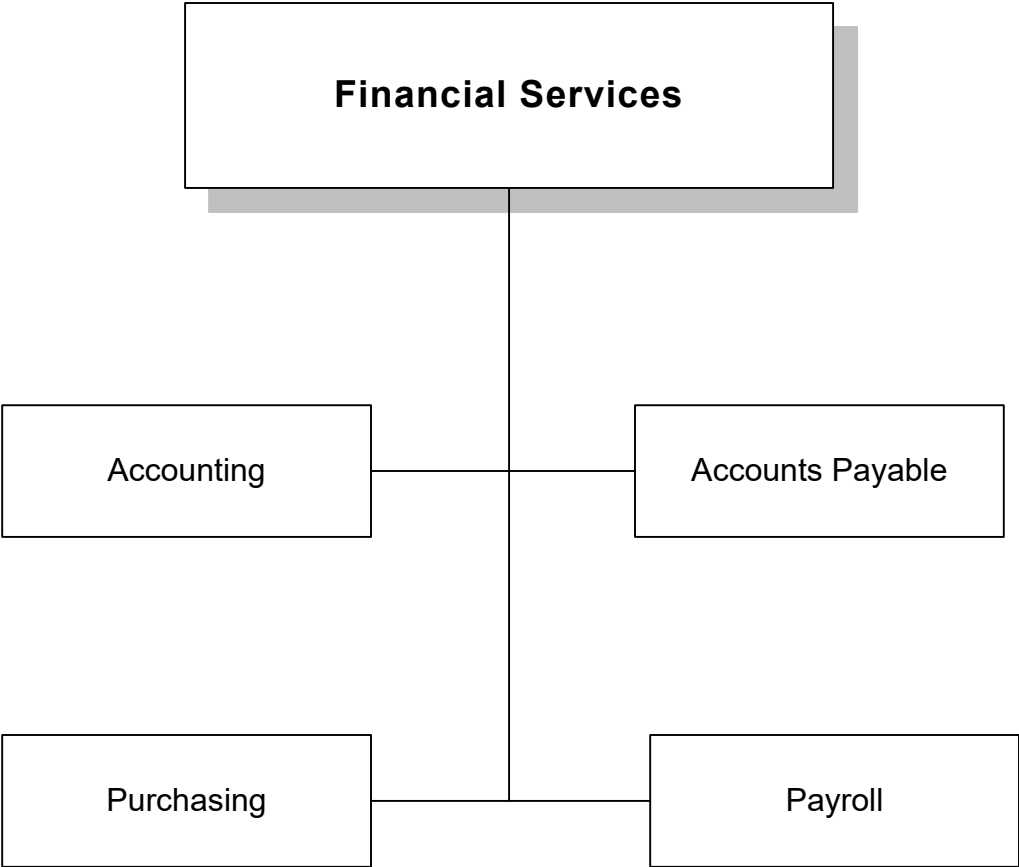 Financial Services
Accounting
Accounts Payable
Purchasing
Payroll